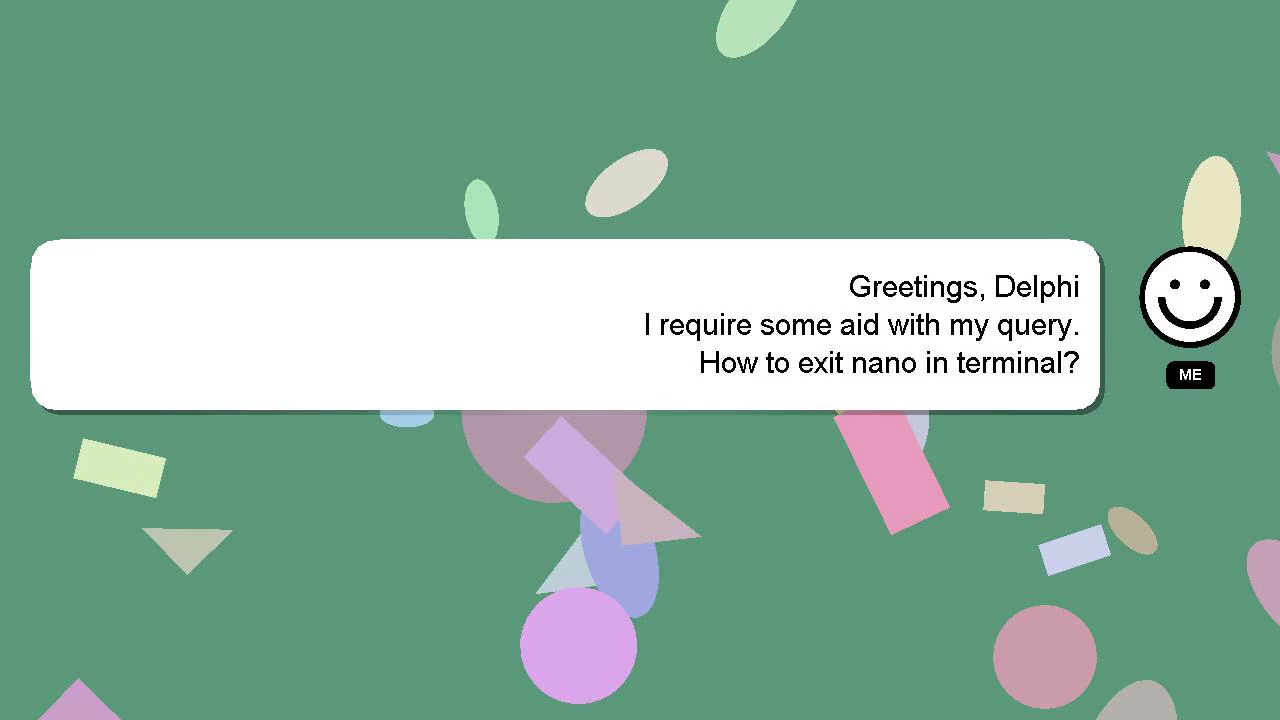 Greetings, Delphi
I require some aid with my query.
How to exit nano in terminal?
ME